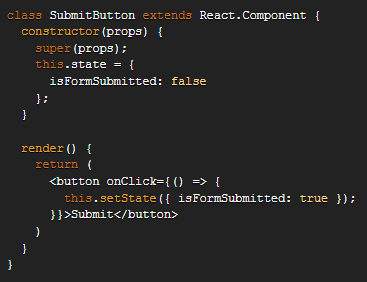 class SubmitButton extends React.Component {
  constructor(props) {
    super(props);
    this.state = {
      isFormSubmitted: false
    };
  }

  render() {
    return (
      <button onClick={() => {
        this.setState({ isFormSubmitted: true });
      }}>Submit</button>
    )
  }
}